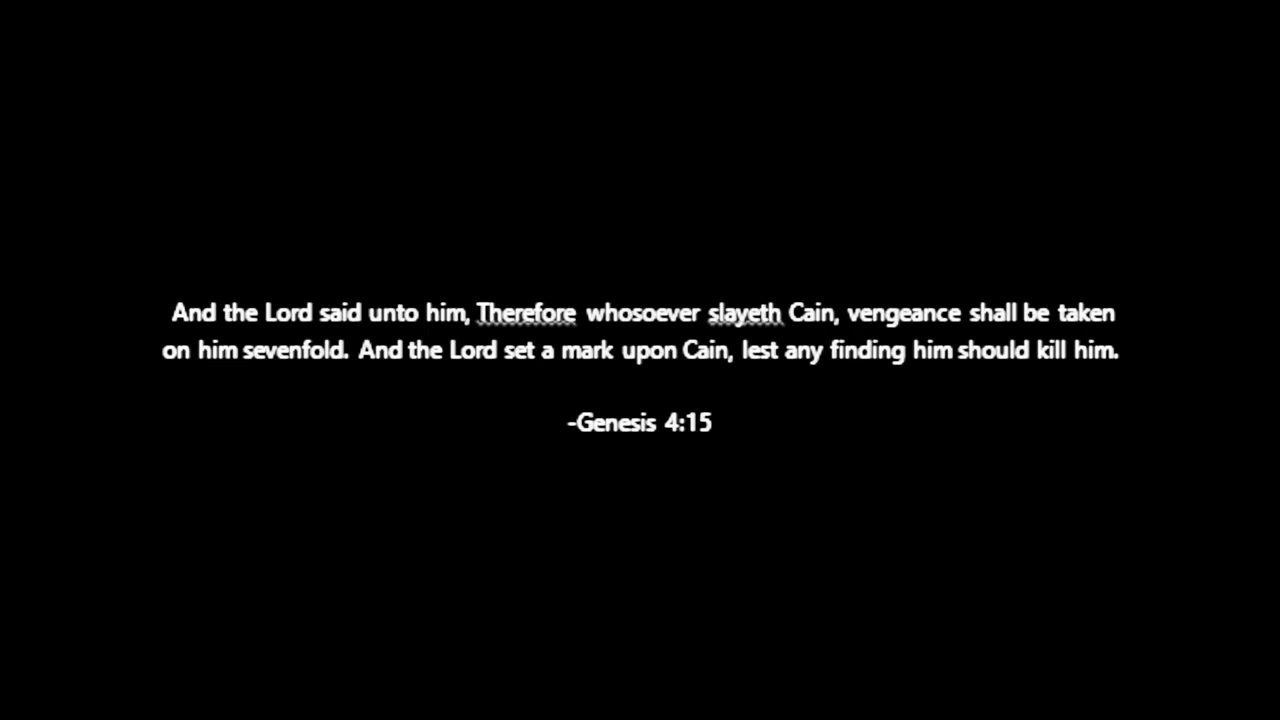 And the Lord said unto him, Therefore whosoever slayeth Cain, vengeance shall be taken
on him sevenfold. And the Lord set a mark upon Cain, lest any finding him should kill him.
-Genesis 4:15